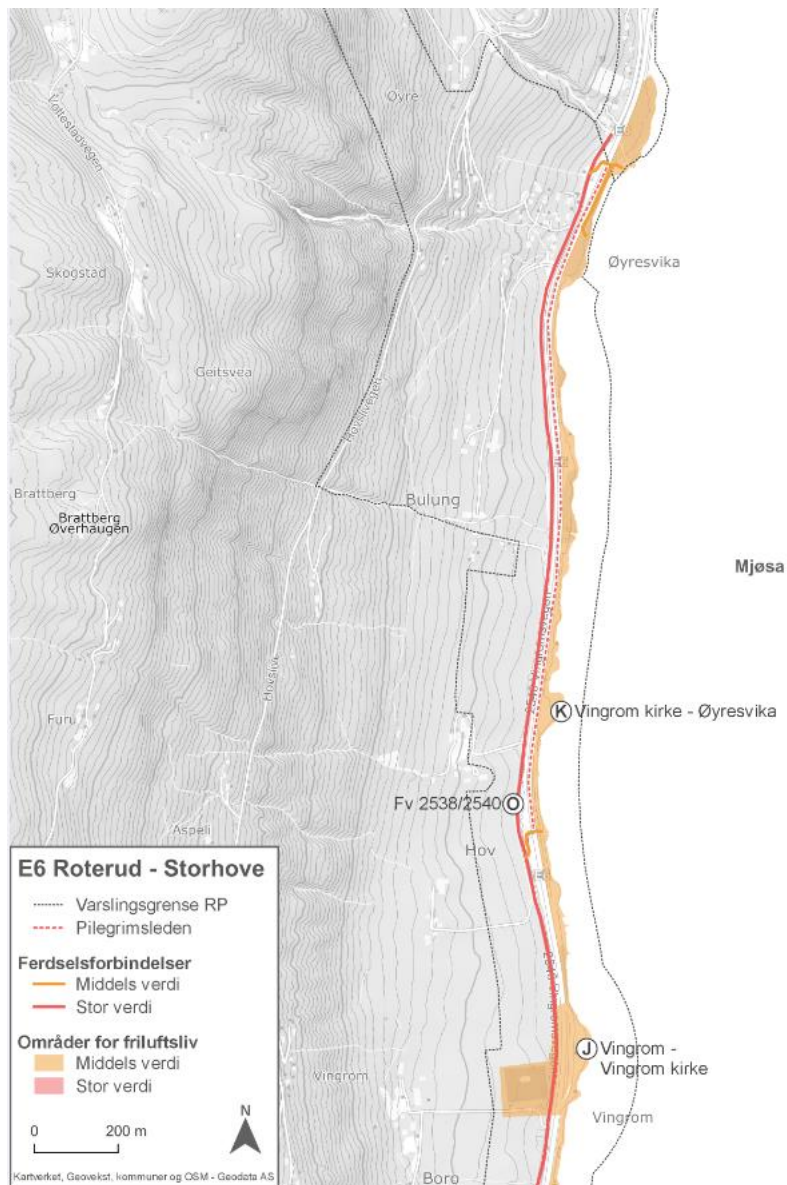 Øyre
Vottestadvegen
Øyresvika
Skogstad
Geitsvea
Hovslivegen
Brattberg
Bulung
Brattberg
Øverhaugen
Mjøsa
Hovslivegen
Furu
K Vingrom kirke - Øyresvika
Fv 2538/2540 O
Aspeli
Hov
E6 Roterud - Storhove
Varslingsgrense RP
Pilegrimsleden
Ferdselsforbindelser
Middels verdi
Stor verdi
Områder for friluftsliv
Middels verdi
Stor verdi
N
0 200 m
Kartverket, Geovekst, kommuner og OSM - Geodata AS
J Vingrom -
Vingrom kirke
Vingrom
Vingrom
Boro